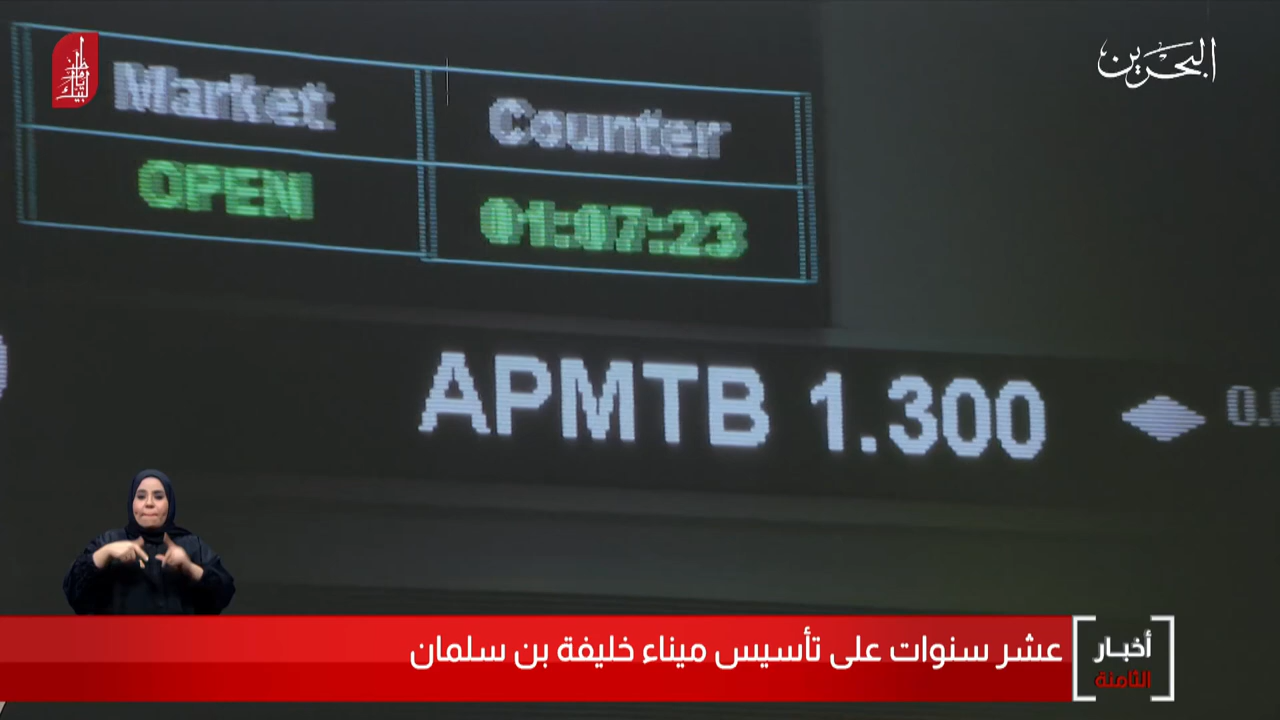 البحرين
Market Counter
OPEN 01:07:23
APMTB 1.300
عشر سنوات على تأسيس ميناء خليفة بن سلمان
أخبار
الثامنة